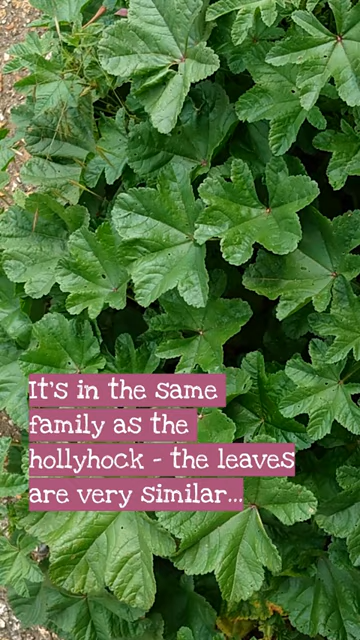 It's in the same
family as the
hollyhock - the leaves
are very similar...